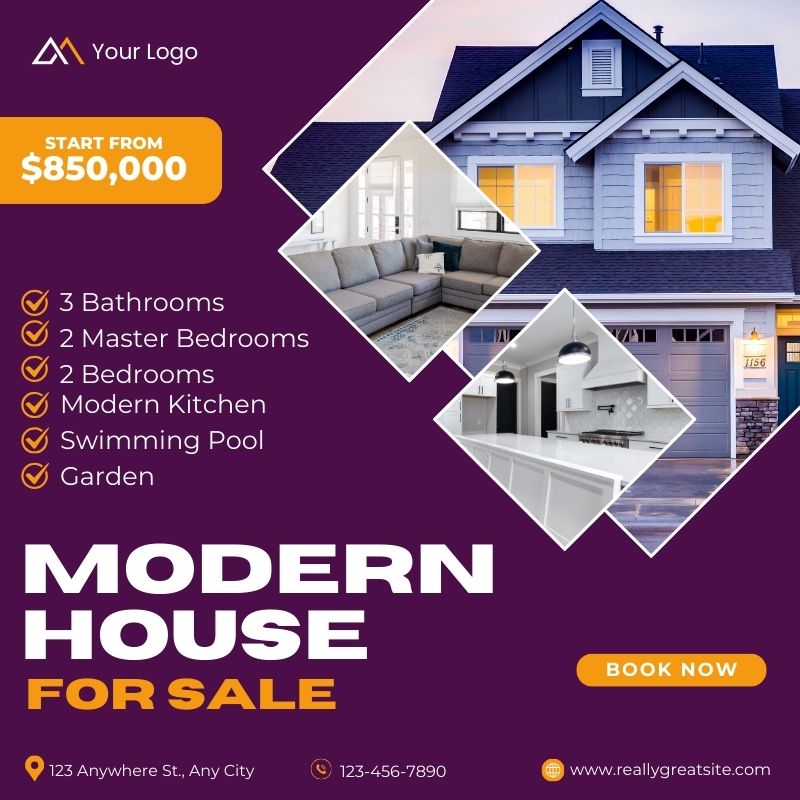 Your Logo
START FROM
$850,000
3 Bathrooms
2 Master Bedrooms
2 Bedrooms
Modern Kitchen
Swimming Pool
Garden
1156
MODERN
HOUSE
FOR SALE
BOOK NOW
123 Anywhere St., Any City
123-456-7890
www.reallygreatsite.com